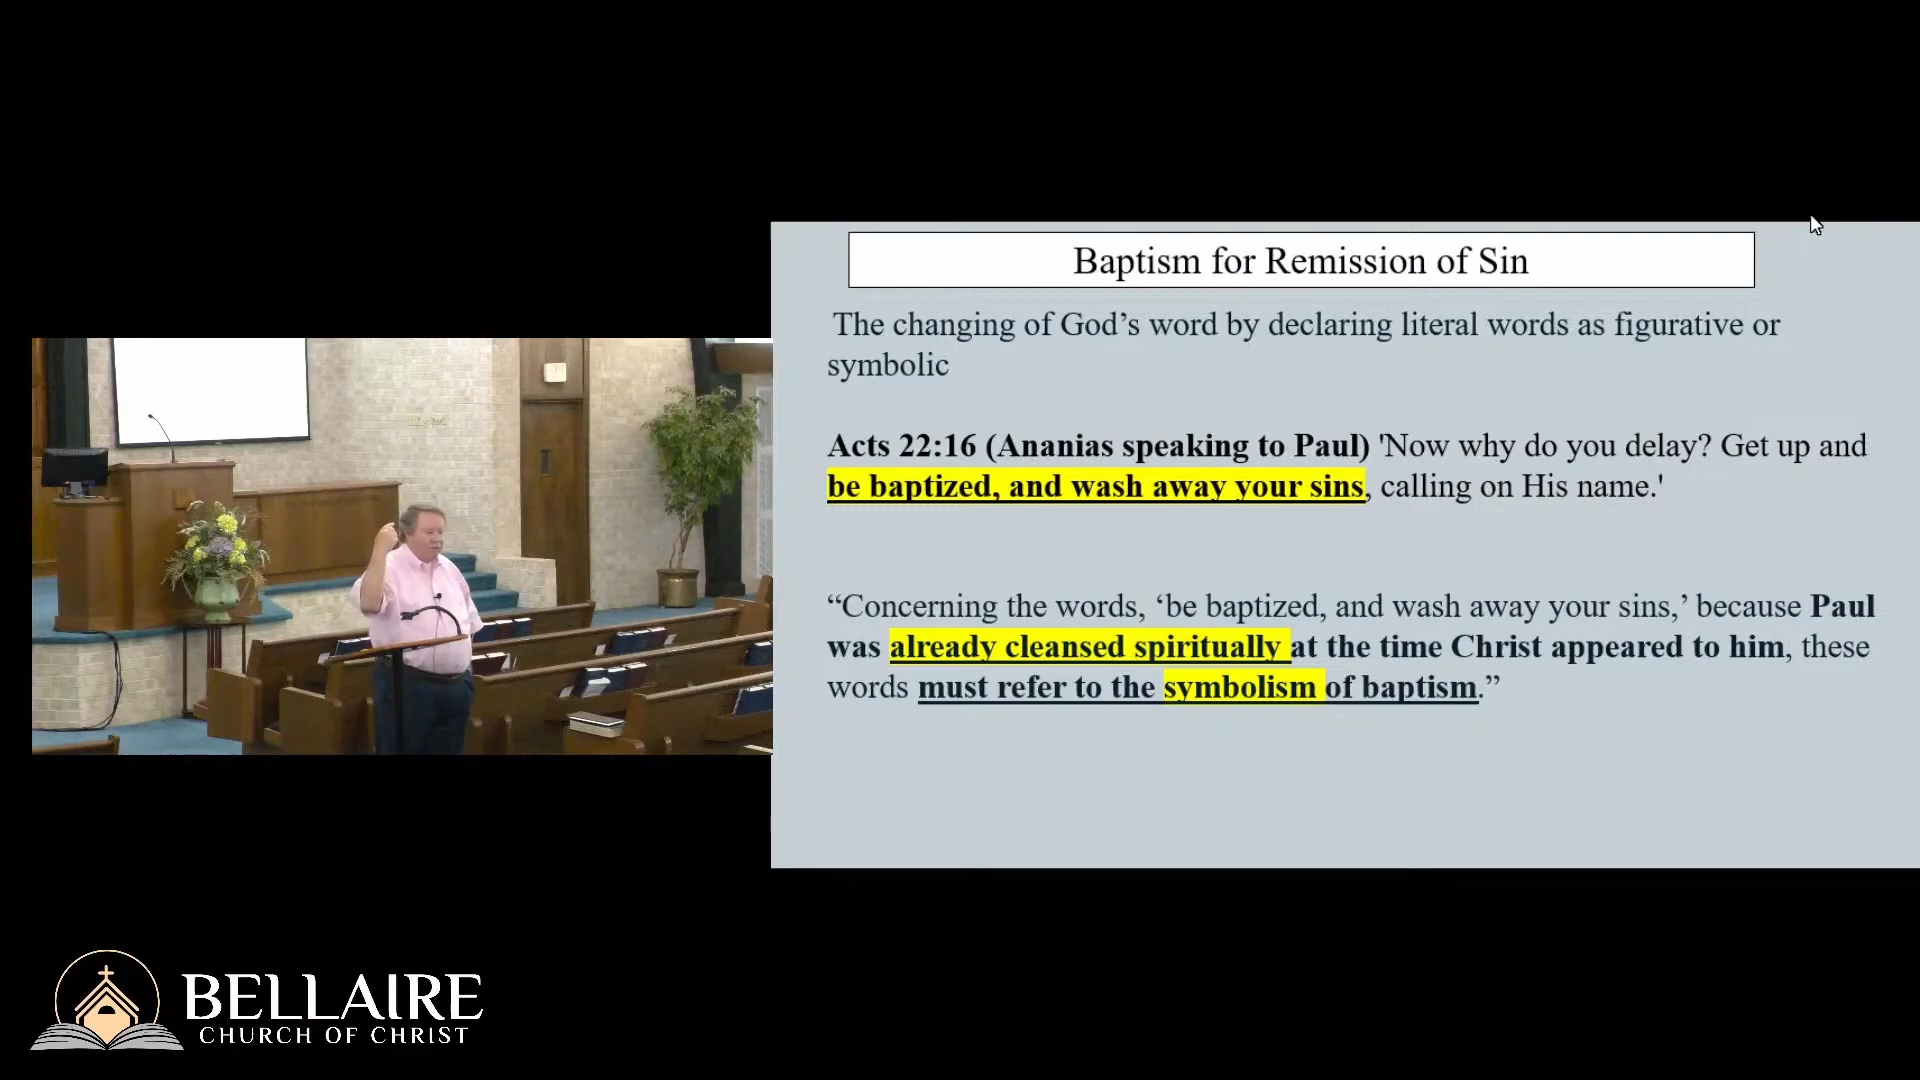 Baptism for Remission of Sin
The changing of God’s word by declaring literal words as figurative or
symbolic
Acts 22:16 (Ananias speaking to Paul) 'Now why do you delay? Get up and
be baptized, and wash away your sins, calling on His name.'
“Concerning the words, ‘be baptized, and wash away your sins,’ because Paul
was already cleansed spiritually at the time Christ appeared to him, these
words must refer to the symbolism of baptism.”
BELLAIRE
CHURCH OF CHRIST